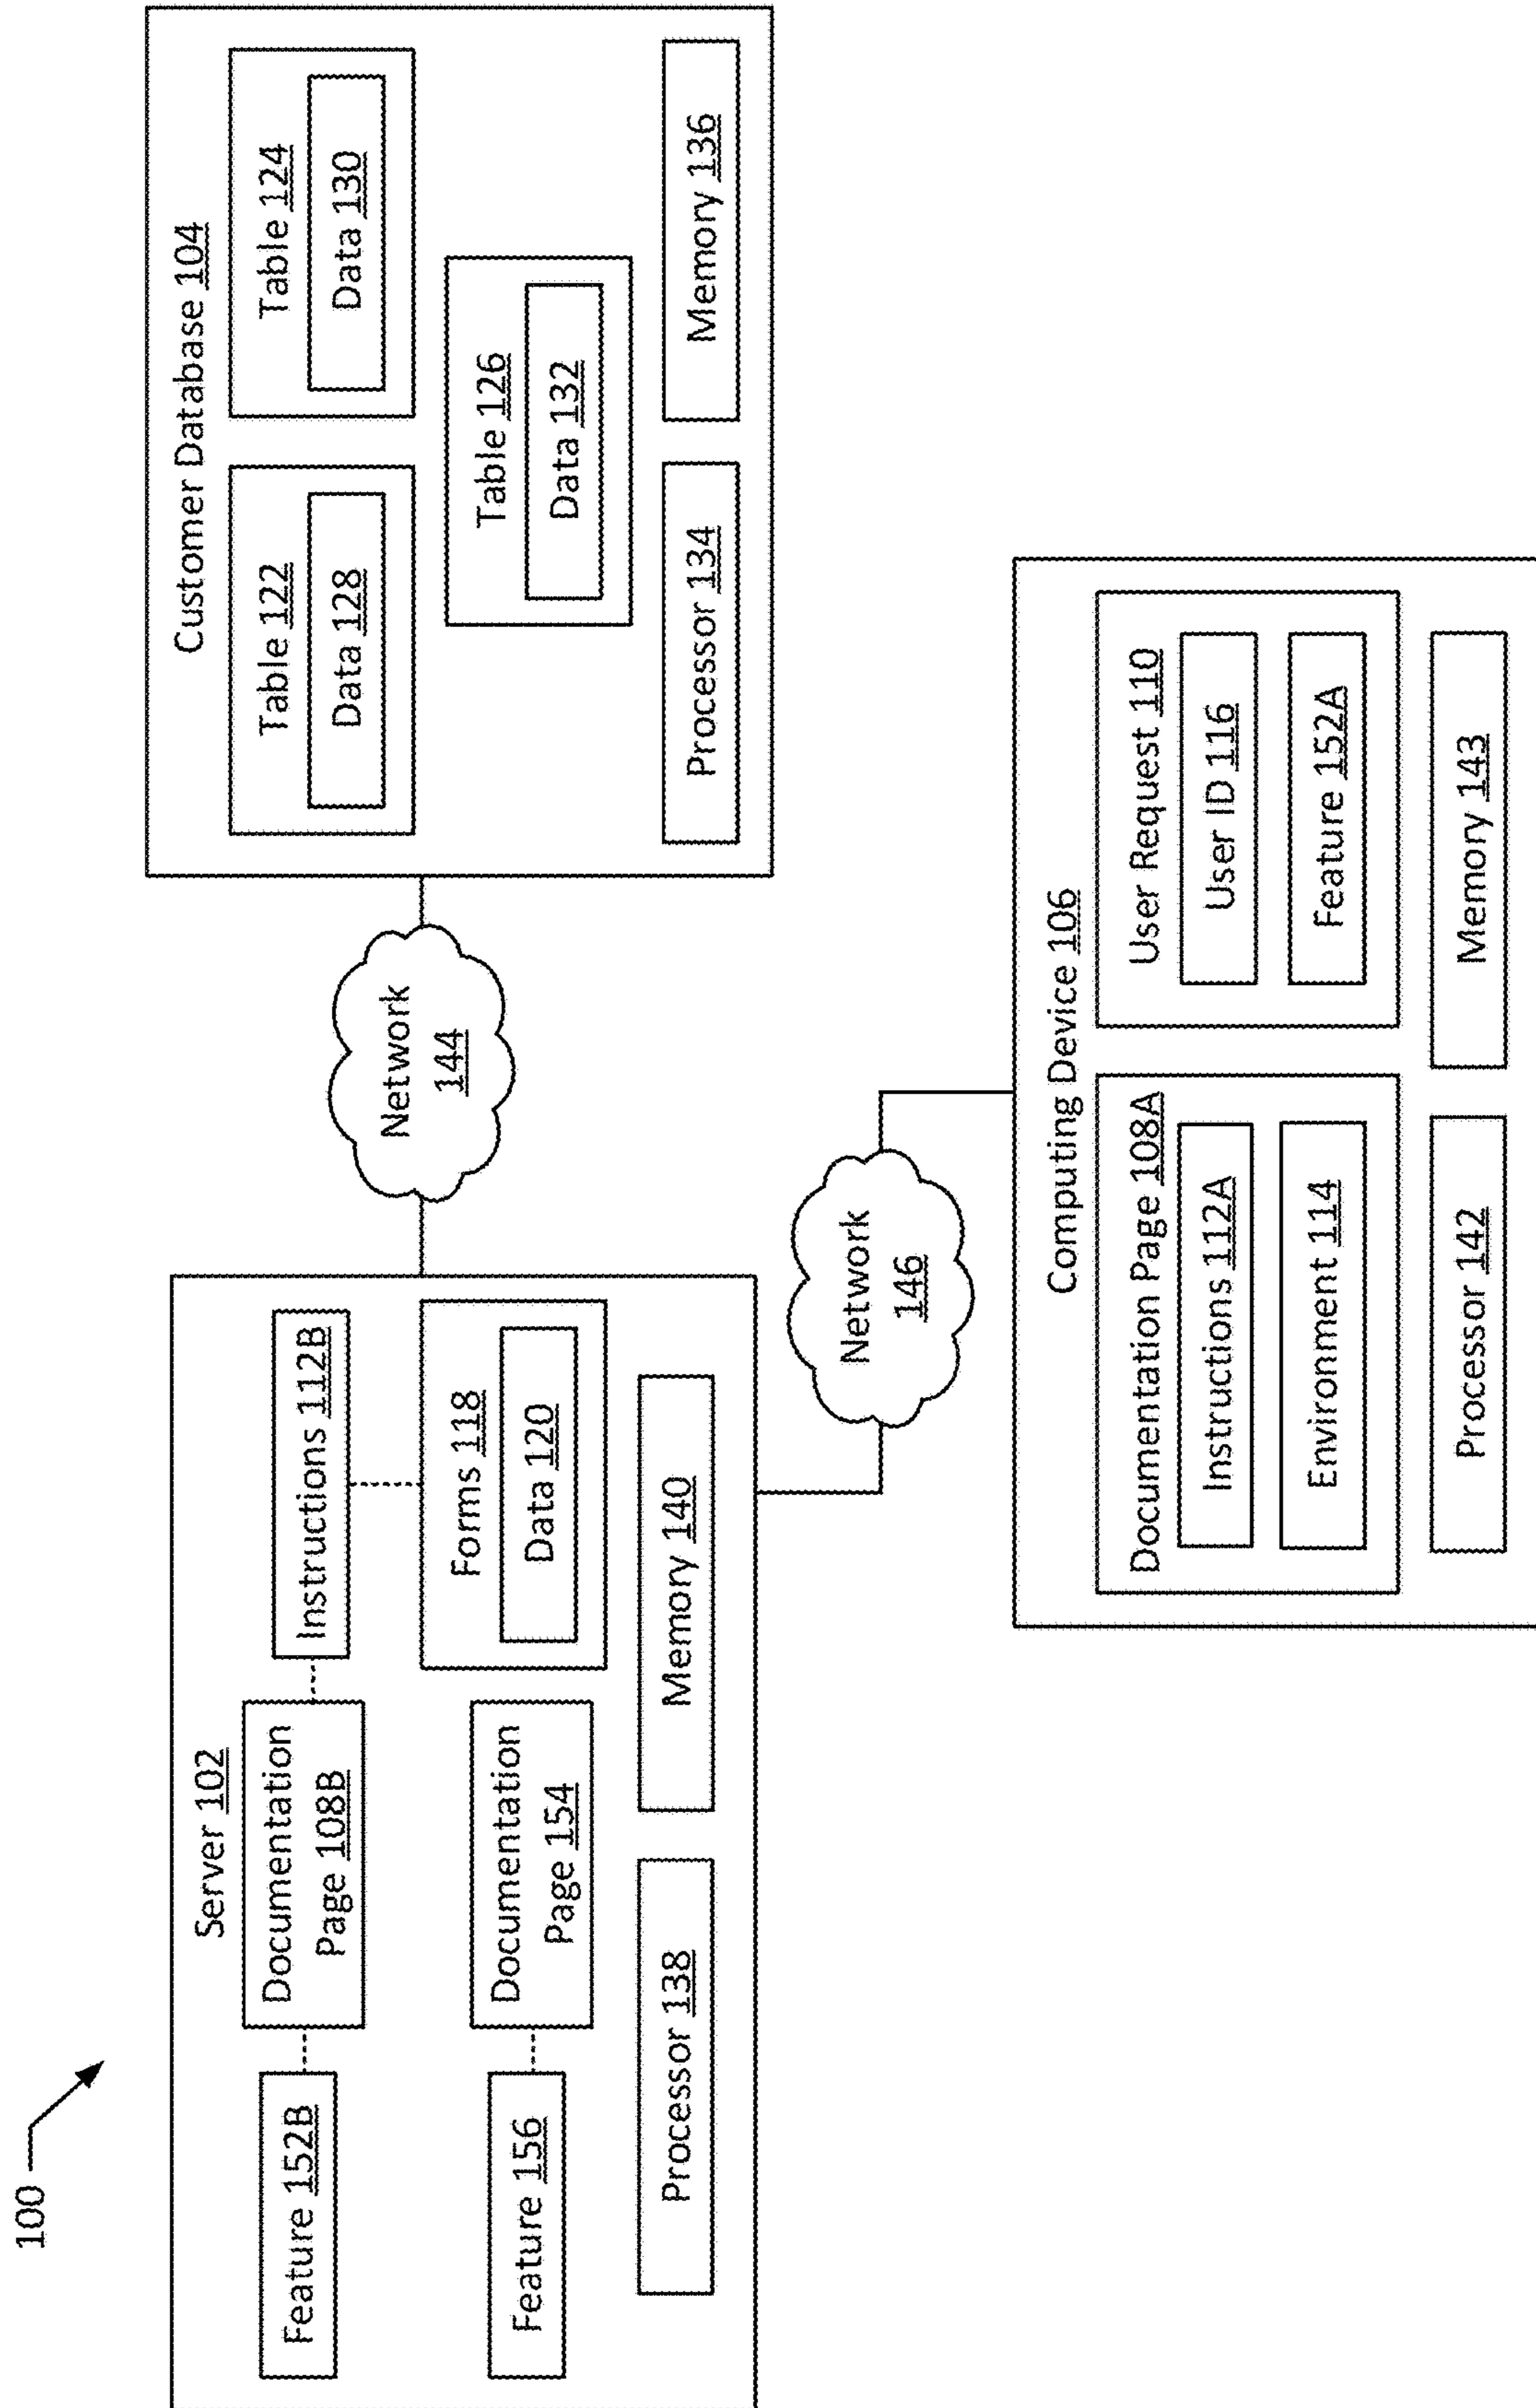 100
Server 102
Feature 152B
Documentation
Page 108B
Instructions 112B
Feature 156
Documentation
Page 154
Forms 118
Data 120
Processor 138
Memory 140
Network
144
Customer Database 104
Table 122
Data 128
Table 124
Data 130
Table 126
Data 132
Processor 134
Memory 136
Network
146
Computing Device 106
Documentation Page 108A
Instructions 112A
Environment 114
User Request 110
User ID 116
Feature 152A
Processor 142
Memory 143